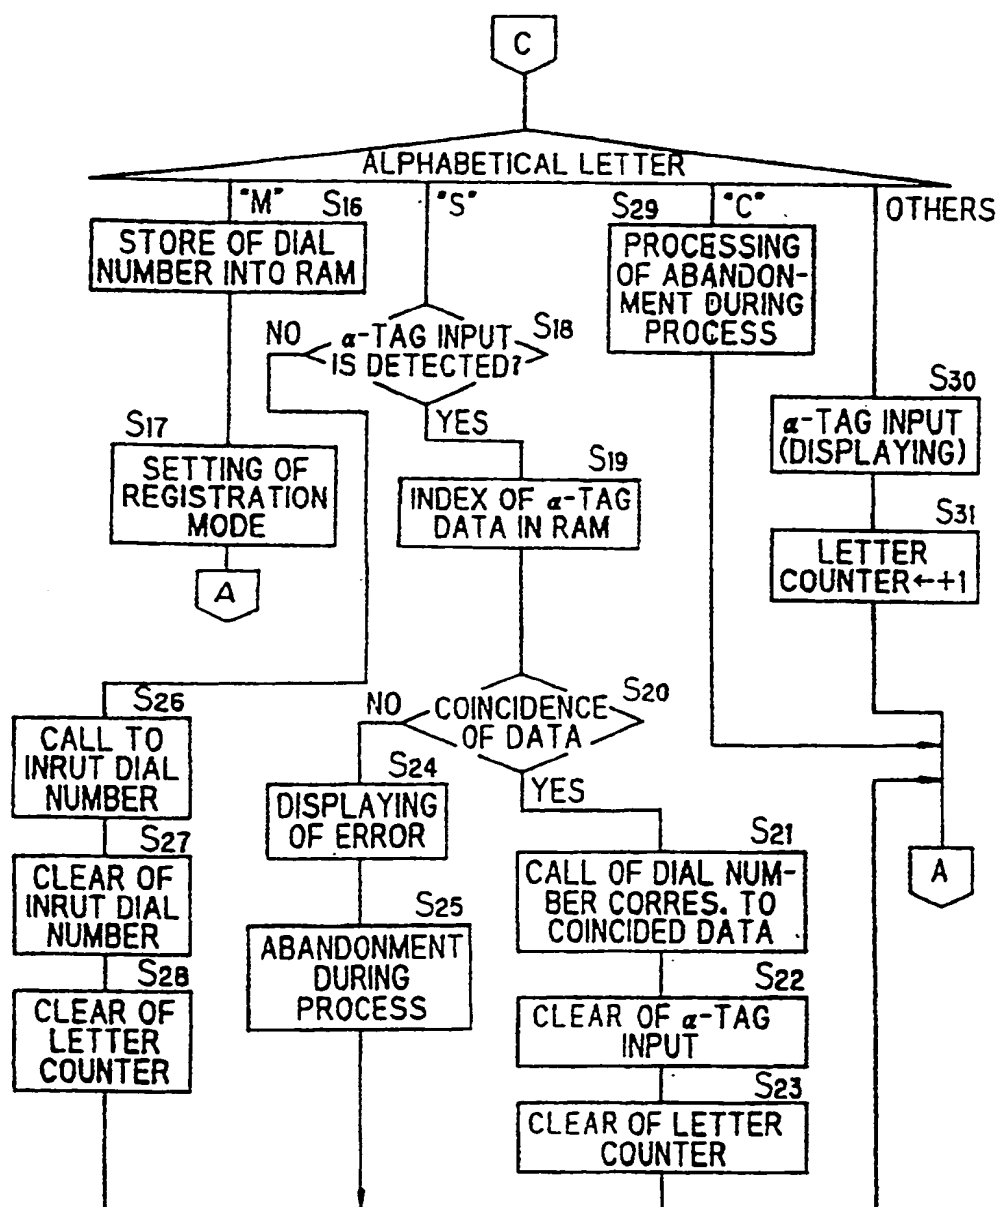 C
ALPHABETICAL LETTER
"M"
"S"
"C"
OTHERS
S16
STORE OF DIAL
NUMBER INTO RAM
S17
SETTING OF
REGISTRATION
MODE
A
S18
α-TAG INPUT
IS DETECTED?
NO
YES
S19
INDEX OF α-TAG
DATA IN RAM
S20
COINCIDENCE
OF DATA
NO
YES
S21
CALL OF DIAL NUM-
BER CORRES. TO
COINCIDED DATA
S22
CLEAR OF α-TAG
INPUT
S23
CLEAR OF LETTER
COUNTER
S24
DISPLAYING
OF ERROR
S25
ABANDONMENT
DURING
PROCESS
S26
CALL TO
INRUT DIAL
NUMBER
S27
CLEAR OF
INRUT DIAL
NUMBER
S28
CLEAR OF
LETTER
COUNTER
S29
PROCESSING
OF ABANDON-
MENT DURING
PROCESS
S30
α-TAG INPUT
(DISPLAYING)
S31
LETTER
COUNTER←+1
A